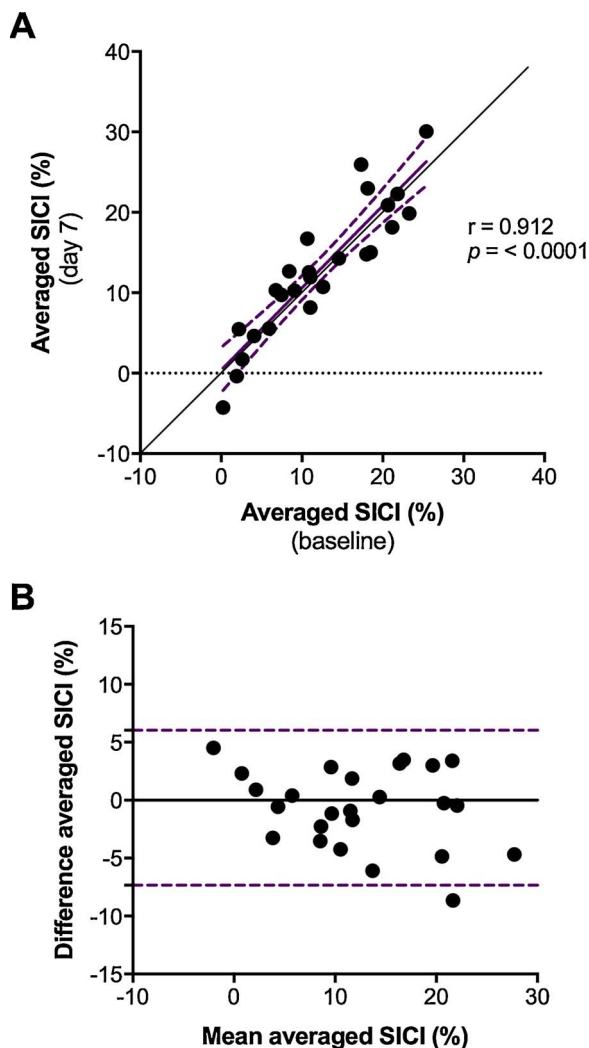 A
40
30
20
10
0
-10
Averaged SICI (%)
(day 7)
r = 0.912
p = < 0.0001
-10 0 10 20 30 40
Averaged SICI (%)
(baseline)
B
15
10
5
0
-5
-10
-15
Difference averaged SICI (%)
-10 0 10 20 30
Mean averaged SICI (%)